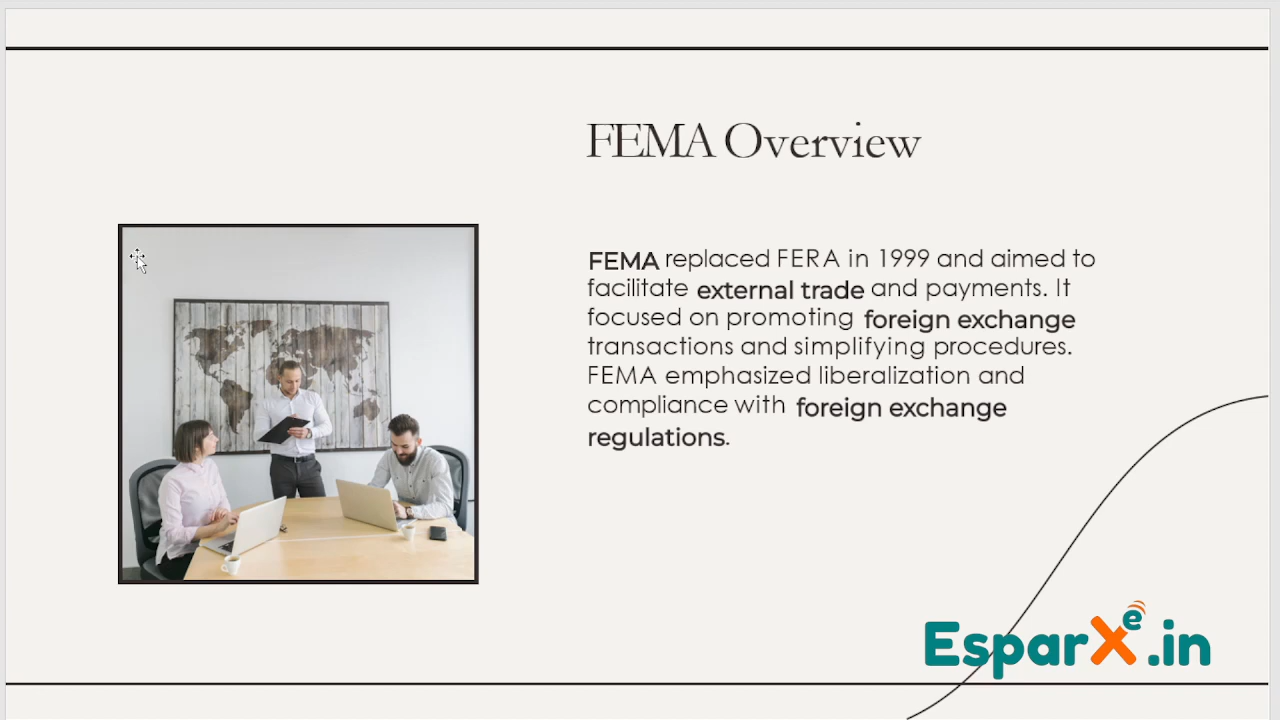 FEMA Overview
FEMA replaced FERA in 1999 and aimed to
facilitate external trade and payments. It
focused on promoting foreign exchange
transactions and simplifying procedures.
FEMA emphasized liberalization and
compliance with foreign exchange
regulations.
EsparXe.in